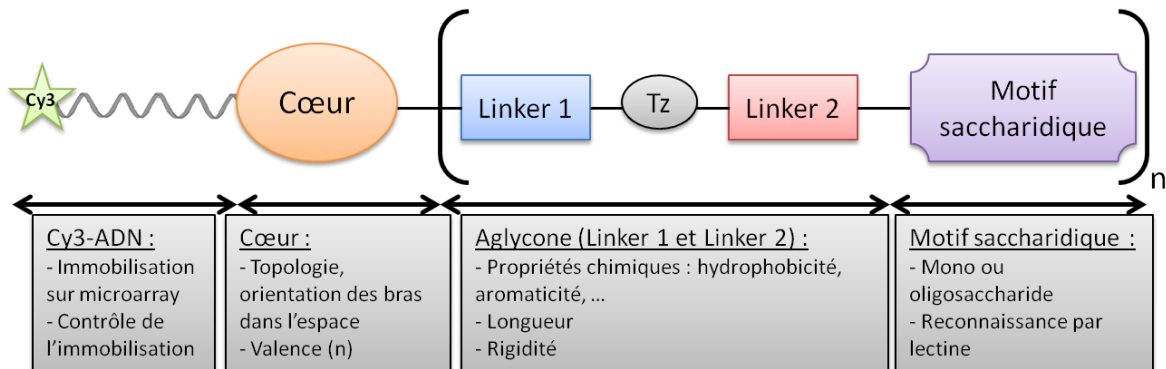 Cy3
Cœur
Linker 1
Tz
Linker 2
Motif
saccharidique
n
Cy3-ADN :
- Immobilisation
sur microarray
- Contrôle de
l'immobilisation
Cœur :
- Topologie,
orientation des bras
dans l'espace
- Valence (n)
Aglycone (Linker 1 et Linker 2) :
- Propriétés chimiques : hydrophobicité,
aromaticité, ...
- Longueur
- Rigidité
Motif saccharidique :
- Mono ou
oligosaccharide
- Reconnaissance par
lectine